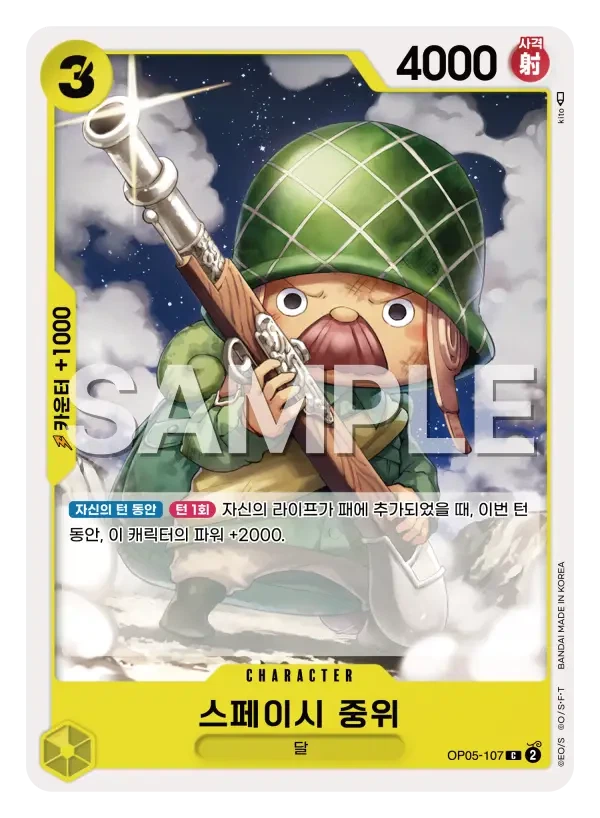 3
4000
사격
射
kito
카운터 +1000
SAMPLE
자신의 턴 동안 턴 1회 자신의 라이프가 패에 추가되었을 때, 이번 턴
동안, 이 캐릭터의 파워 +2000.
CHARACTER
스페이시 중위
달
OP05-107 C 2
©EO/S ©O/S·F·T BANDAI MADE IN KOREA